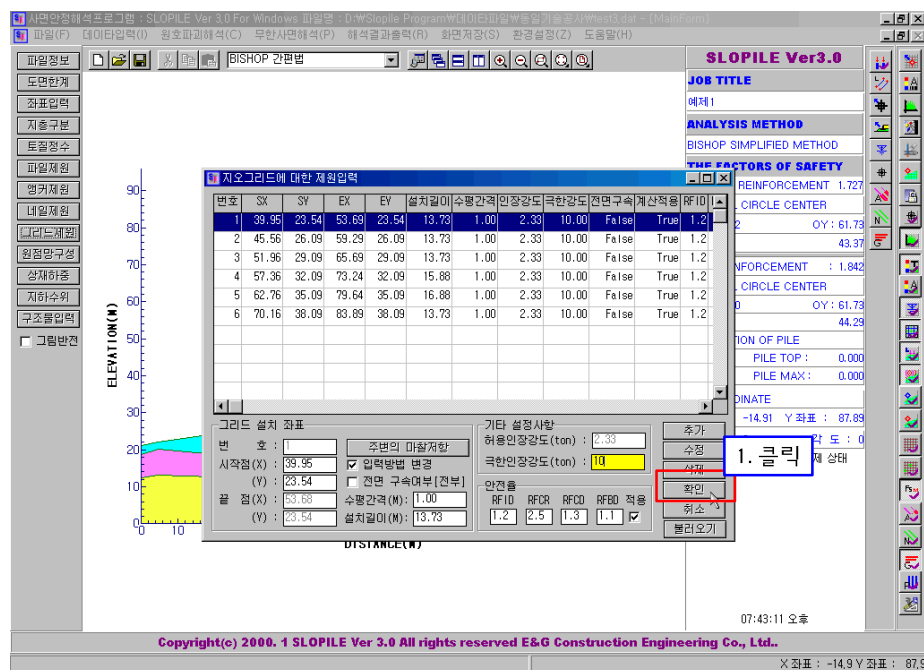 사면안정해석프로그램 : SLOPILE Ver 3.0 For Windows 파일명 : D:₩Slopile Program₩데이터파일₩동일기술공사₩test3.dat - [MainForm]
파일(F) 데이터입력(I) 원호파괴해석(C) 무한사면해석(P) 해석결과출력(R) 화면저장(S) 환경설정(Z) 도움말(H)
BISHOP 간편법
파일정보
도면한계
좌표입력
지층구분
토질정수
파일제원
앵커제원
네일제원
그리드제원
원점망구성
상재하중
지하수위
구조물입력
그림반전
SLOPILE Ver3.0
JOB TITLE
예제1
ANALYSIS METHOD
BISHOP SIMPLIFIED METHOD
THE FACTORS OF SAFETY
REINFORCEMENT 1.727
CIRCLE CENTER
2 OY : 61.73
43.37
NFORCEMENT : 1.842
CIRCLE CENTER
0 OY : 61.73
44.29
ION OF PILE
PILE TOP : 0.000
PILE MAX : 0.000
DINATE
-14.91 Y 좌표 : 87.89
각 도 : 0
상태
07:43:11 오후
ELEVATION(M)
90
80
70
60
50
40
30
20
10
0
0 10
DISTANCE(M)
지오그리드에 대한 제원입력
번호 SX SY EX EY 설치길이 수평간격 인장강도 극한강도 전면구속 계산적용 RFID
1 39.95 23.54 53.69 23.54 13.73 1.00 2.33 10.00 False True 1.2
2 45.56 26.09 59.29 26.09 13.73 1.00 2.33 10.00 False True 1.2
3 51.96 29.09 65.69 29.09 13.73 1.00 2.33 10.00 False True 1.2
4 57.36 32.09 73.24 32.09 15.88 1.00 2.33 10.00 False True 1.2
5 62.76 35.09 79.64 35.09 16.88 1.00 2.33 10.00 False True 1.2
6 70.16 38.09 83.89 38.09 13.73 1.00 2.33 10.00 False True 1.2
그리드 설치 좌표
번 호 : 1 주변의 마찰저항
시작점(X) : 39.95 입력방법 변경
(Y) : 23.54 전면 구속여부[전부]
끝 점(X) : 53.68 수평간격(M): 1.00
(Y) : 23.54 설치길이(M): 13.73
기타 설정사항
허용인장강도(ton) : 2.33
극한인장강도(ton) : 10
안전율
RFID RFCR RFCD RFBD 적용
1.2 2.5 1.3 1.1
추가
수정
삭제
확인
취소
불러오기
1. 클릭
Copyright(c) 2000. 1 SLOPILE Ver 3.0 All rights reserved E&G Construction Engineering Co., Ltd..
X 좌표 : -14.9 Y 좌표 : 87.9